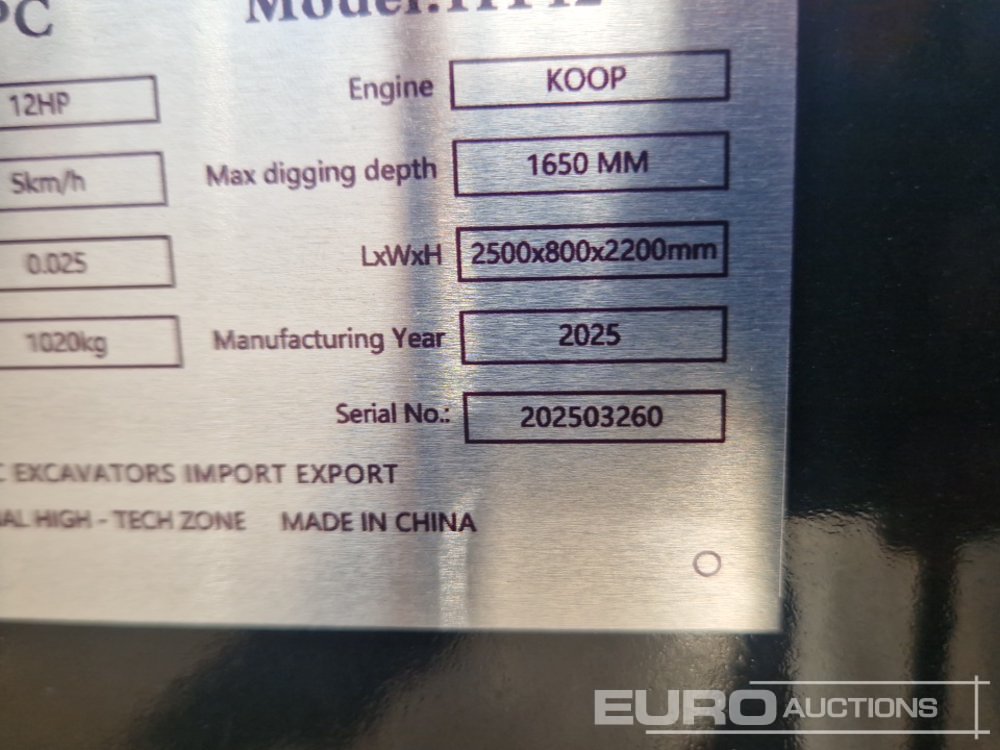 PC Model:
12HP Engine KOOP
5km/h Max digging depth 1650 MM
0.025 LxWxH 2500x800x2200mm
1020kg Manufacturing Year 2025
Serial No.: 202503260
EXCAVATORS IMPORT EXPORT
HIGH - TECH ZONE MADE IN CHINA
EURO AUCTIONS